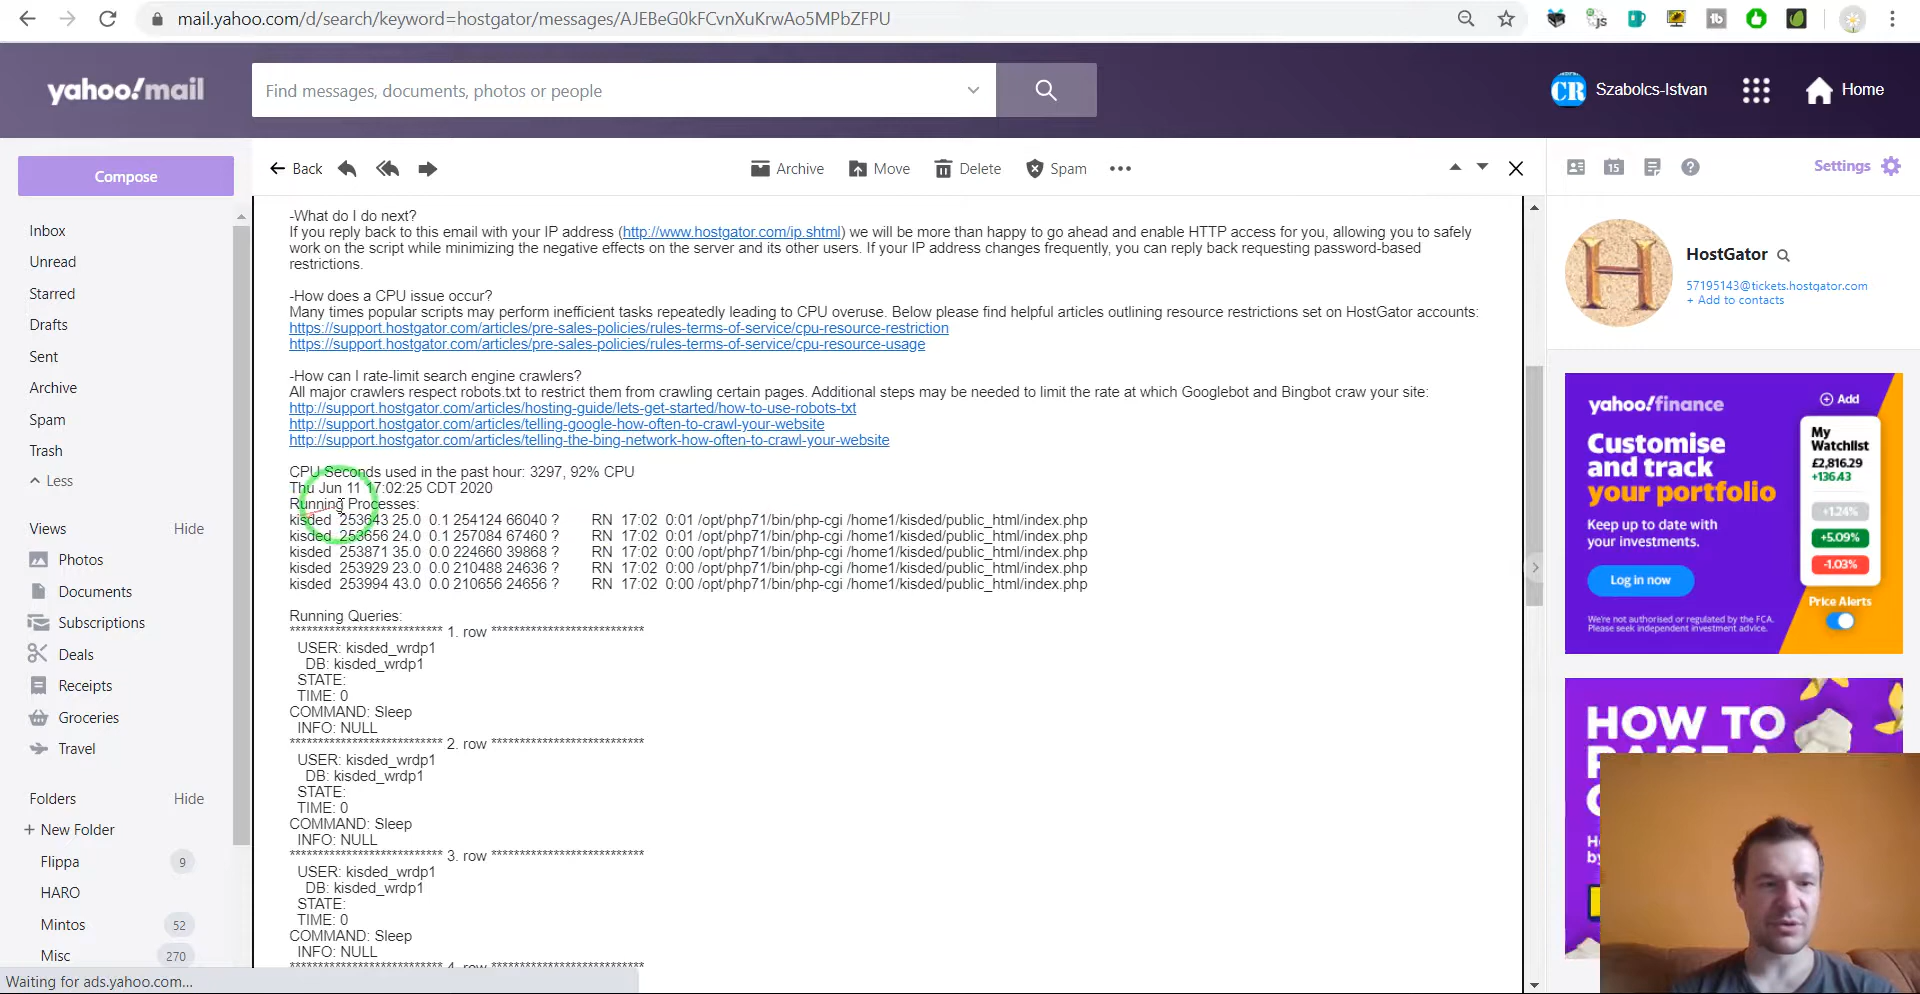 mail.yahoo.com/d/search/keyword=hostgator/messages/AJEBeG0kFCvnXuKrwAo5MPbZFPU
yahoo!mail
Find messages, documents, photos or people
CR
Szabolcs-Istvan
Home
Compose
Back
Archive
Move
Delete
Spam
15
Settings
Inbox
Unread
Starred
Drafts
Sent
Archive
Spam
Trash
Less
Views
Hide
Photos
Documents
Subscriptions
Deals
Receipts
Groceries
Travel
Folders
Hide
+ New Folder
Flippa
9
HARO
Mintos
52
Misc
270
-What do I do next?
If you reply back to this email with your IP address (http://www.hostgator.com/ip.shtml) we will be more than happy to go ahead and enable HTTP access for you, allowing you to safely
work on the script while minimizing the negative effects on the server and its other users. If your IP address changes frequently, you can reply back requesting password-based
restrictions.
-How does a CPU issue occur?
Many times popular scripts may perform inefficient tasks repeatedly leading to CPU overuse. Below please find helpful articles outlining resource restrictions set on HostGator accounts:
https://support.hostgator.com/articles/pre-sales-policies/rules-terms-of-service/cpu-resource-restriction
https://support.hostgator.com/articles/pre-sales-policies/rules-terms-of-service/cpu-resource-usage
-How can I rate-limit search engine crawlers?
All major crawlers respect robots.txt to restrict them from crawling certain pages. Additional steps may be needed to limit the rate at which Googlebot and Bingbot craw your site:
http://support.hostgator.com/articles/hosting-guide/lets-get-started/how-to-use-robots-txt
http://support.hostgator.com/articles/telling-google-how-often-to-crawl-your-website
http://support.hostgator.com/articles/telling-the-bing-network-how-often-to-crawl-your-website
CPU Seconds used in the past hour: 3297, 92% CPU
Thu Jun 11 17:02:25 CDT 2020
Running Processes:
kisded 253643 25.0 0.1 254124 66040 ? RN 17:02 0:01 /opt/php71/bin/php-cgi /home1/kisded/public_html/index.php
kisded 253656 24.0 0.1 257084 67460 ? RN 17:02 0:01 /opt/php71/bin/php-cgi /home1/kisded/public_html/index.php
kisded 253871 35.0 0.0 224660 39868 ? RN 17:02 0:00 /opt/php71/bin/php-cgi /home1/kisded/public_html/index.php
kisded 253929 23.0 0.0 210488 24636 ? RN 17:02 0:00 /opt/php71/bin/php-cgi /home1/kisded/public_html/index.php
kisded 253994 43.0 0.0 210656 24656 ? RN 17:02 0:00 /opt/php71/bin/php-cgi /home1/kisded/public_html/index.php
Running Queries:
*************************** 1. row ***************************
USER: kisded_wrdp1
DB: kisded_wrdp1
STATE:
TIME: 0
COMMAND: Sleep
INFO: NULL
*************************** 2. row ***************************
USER: kisded_wrdp1
DB: kisded_wrdp1
STATE:
TIME: 0
COMMAND: Sleep
INFO: NULL
*************************** 3. row ***************************
USER: kisded_wrdp1
DB: kisded_wrdp1
STATE:
TIME: 0
COMMAND: Sleep
INFO: NULL
HostGator
57195143@tickets.hostgator.com
+ Add to contacts
yahoo!finance
Add
Customise
and track
your portfolio
Keep up to date with
your investments.
Log in now
We're not authorised or regulated by the FCA.
Please seek independent investment advice.
My
Watchlist
£2,816.29
+136.43
+1.24%
+5.09%
-1.03%
Price Alerts
HOW TO
Waiting for ads.yahoo.com...